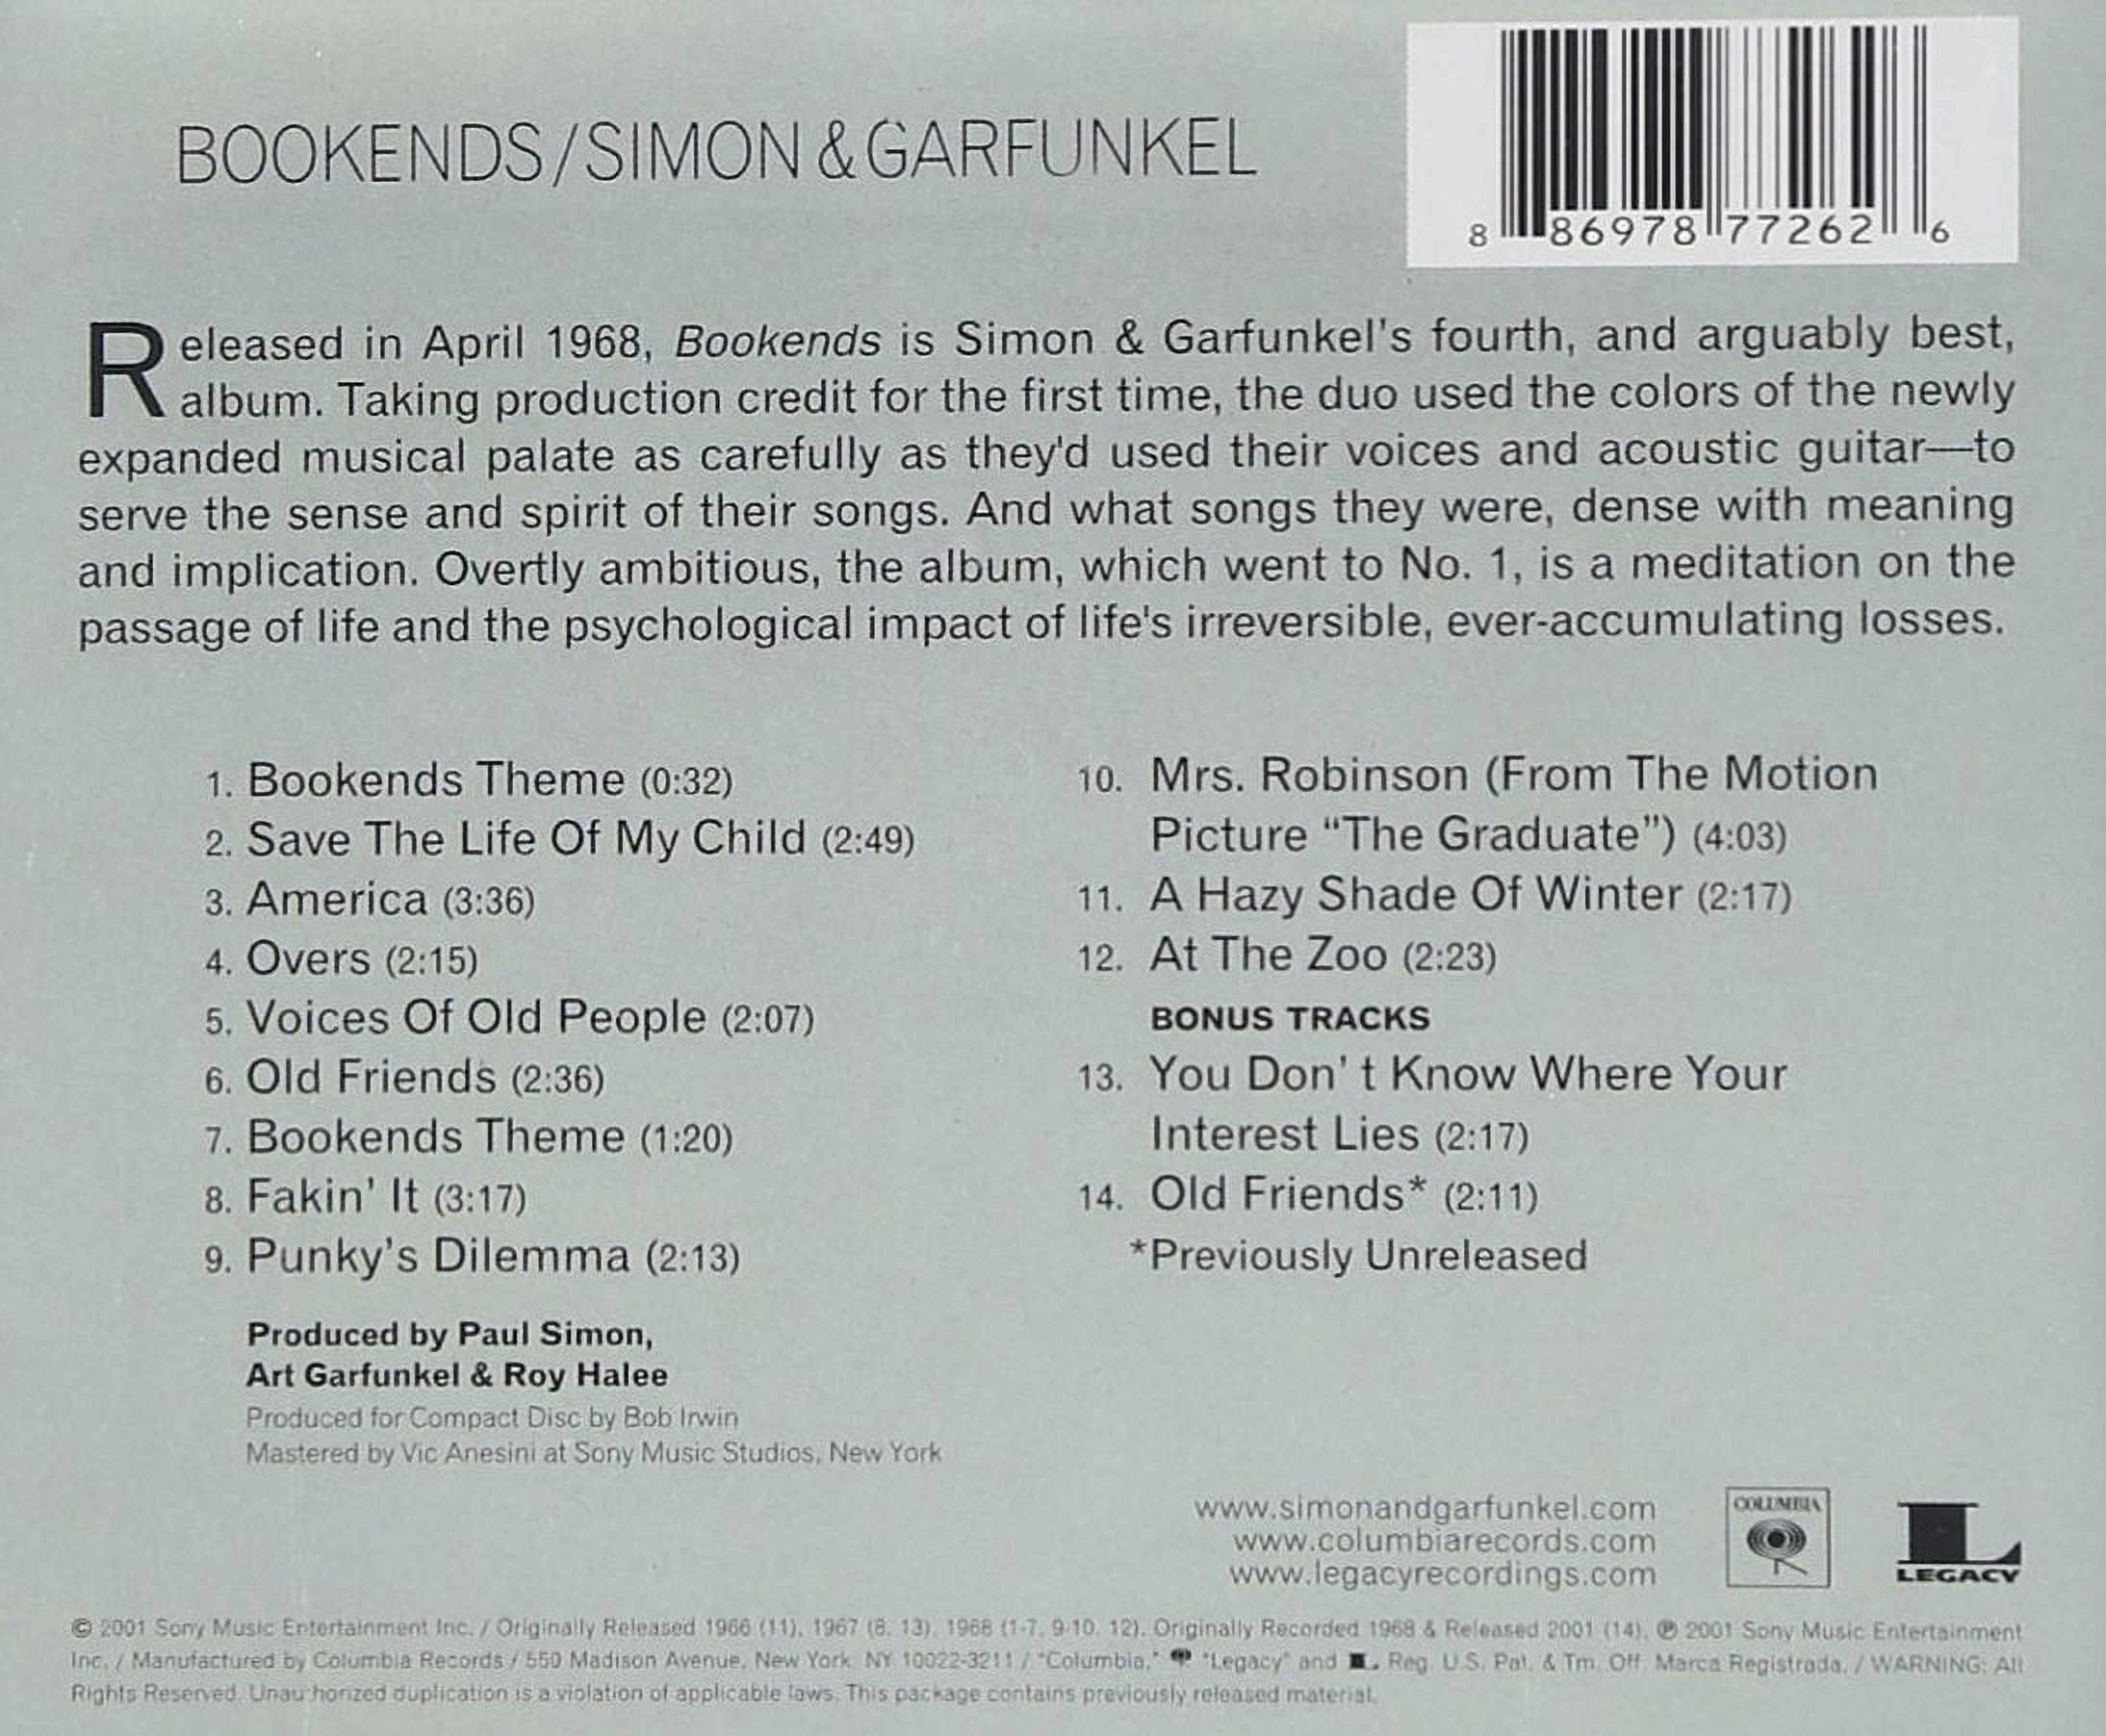 BOOKENDS/SIMON & GARFUNKEL
8 86978 77262 6
Released in April 1968, Bookends is Simon & Garfunkel's fourth, and arguably best,
album. Taking production credit for the first time, the duo used the colors of the newly
expanded musical palate as carefully as they'd used their voices and acoustic guitar—to
serve the sense and spirit of their songs. And what songs they were, dense with meaning
and implication. Overtly ambitious, the album, which went to No. 1, is a meditation on the
passage of life and the psychological impact of life's irreversible, ever-accumulating losses.
1. Bookends Theme (0:32)
2. Save The Life Of My Child (2:49)
3. America (3:36)
4. Overs (2:15)
5. Voices Of Old People (2:07)
6. Old Friends (2:36)
7. Bookends Theme (1:20)
8. Fakin' It (3:17)
9. Punky's Dilemma (2:13)
Produced by Paul Simon,
Art Garfunkel & Roy Halee
Produced for Compact Disc by Bob Irwin
Mastered by Vic Anesini at Sony Music Studios, New York
10. Mrs. Robinson (From The Motion
Picture “The Graduate”) (4:03)
11. A Hazy Shade Of Winter (2:17)
12. At The Zoo (2:23)
BONUS TRACKS
13. You Don' t Know Where Your
Interest Lies (2:17)
14. Old Friends* (2:11)
*Previously Unreleased
www.simonandgarfunkel.com
www.columbiarecords.com
www.legacyrecordings.com
COLUMBIA
L
LEGACY
© 2001 Sony Music Entertainment Inc. / Originally Released 1966 (11), 1967 (8, 13), 1968 (1-7, 9-10, 12). Originally Recorded 1968 & Released 2001 (14). ℗ 2001 Sony Music Entertainment
Inc. / Manufactured by Columbia Records / 550 Madison Avenue, New York, NY 10022-3211 / "Columbia," "Legacy" and L Reg. U.S. Pat. & Tm. Off. Marca Registrada. / WARNING: All
Rights Reserved. Unauthorized duplication is a violation of applicable laws. This package contains previously released material.